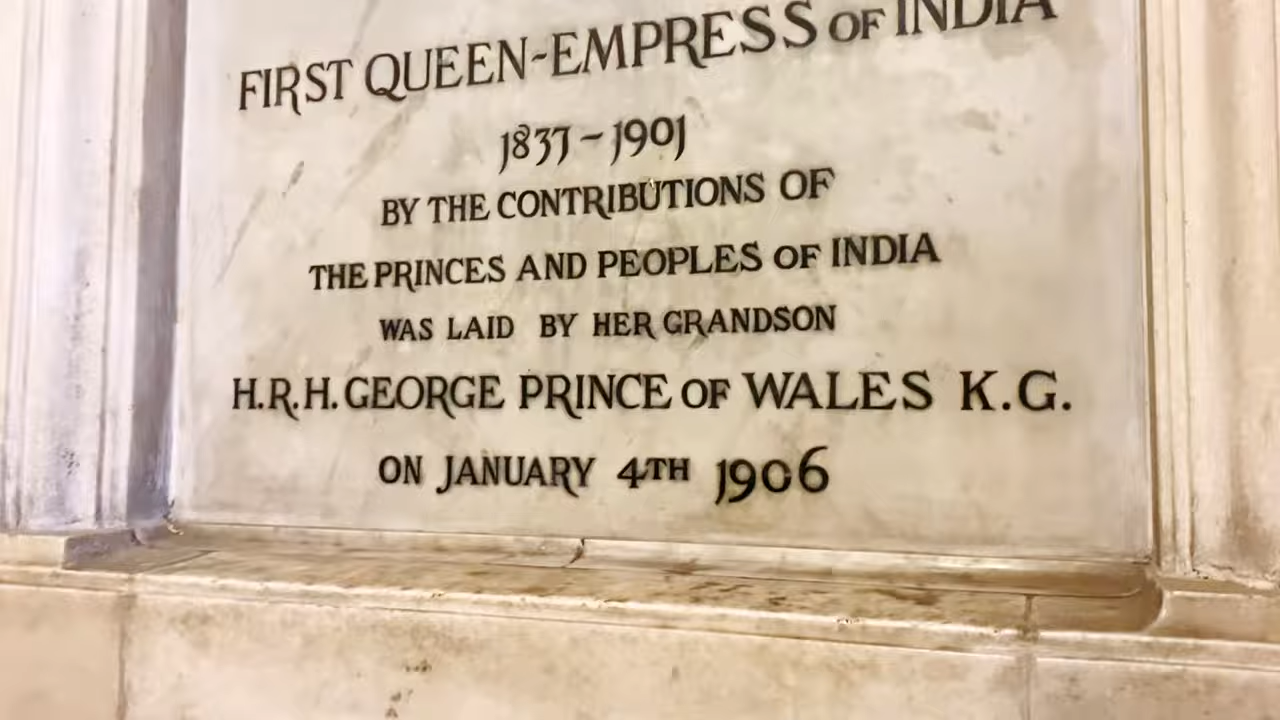 FIRST QUEEN-EMPRESS OF INDIA
1837-1901
BY THE CONTRIBUTIONS OF
THE PRINCES AND PEOPLES OF INDIA
WAS LAID BY HER GRANDSON
H.R.H. GEORGE PRINCE OF WALES K.G.
ON JANUARY 4TH 1906